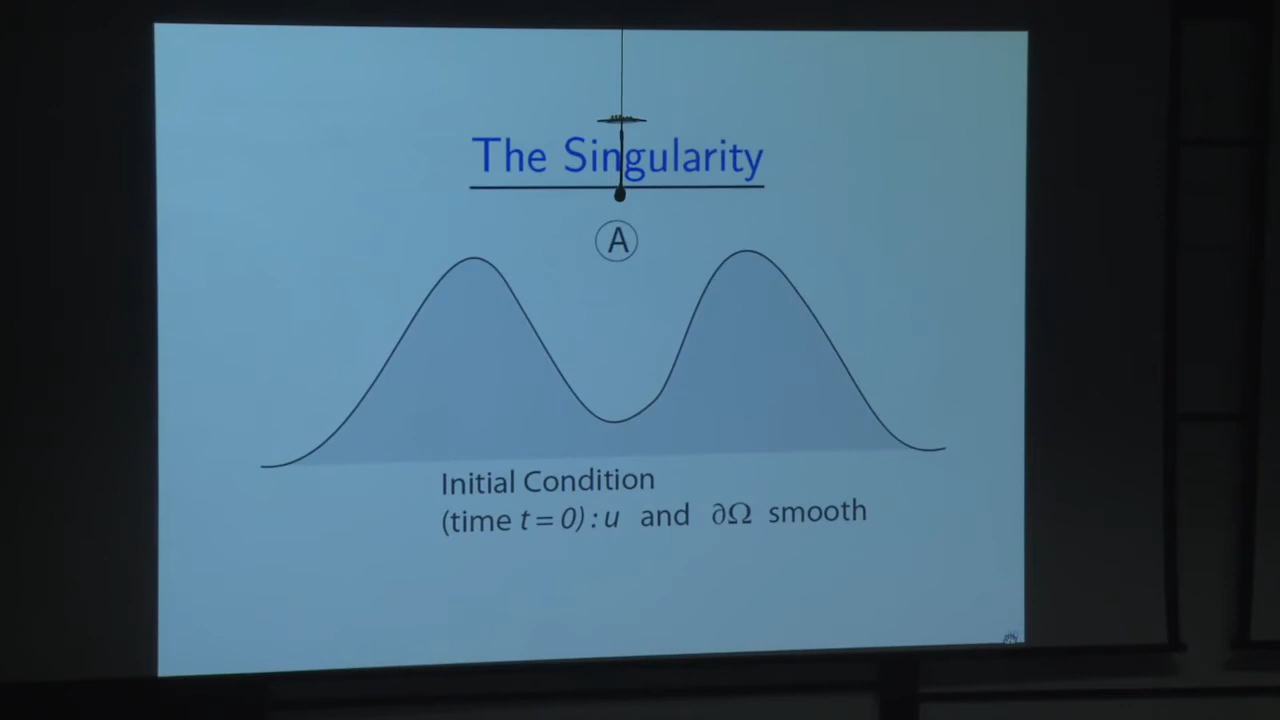 The Singularity
A
Initial Condition
(time t = 0) : u and ∂Ω smooth